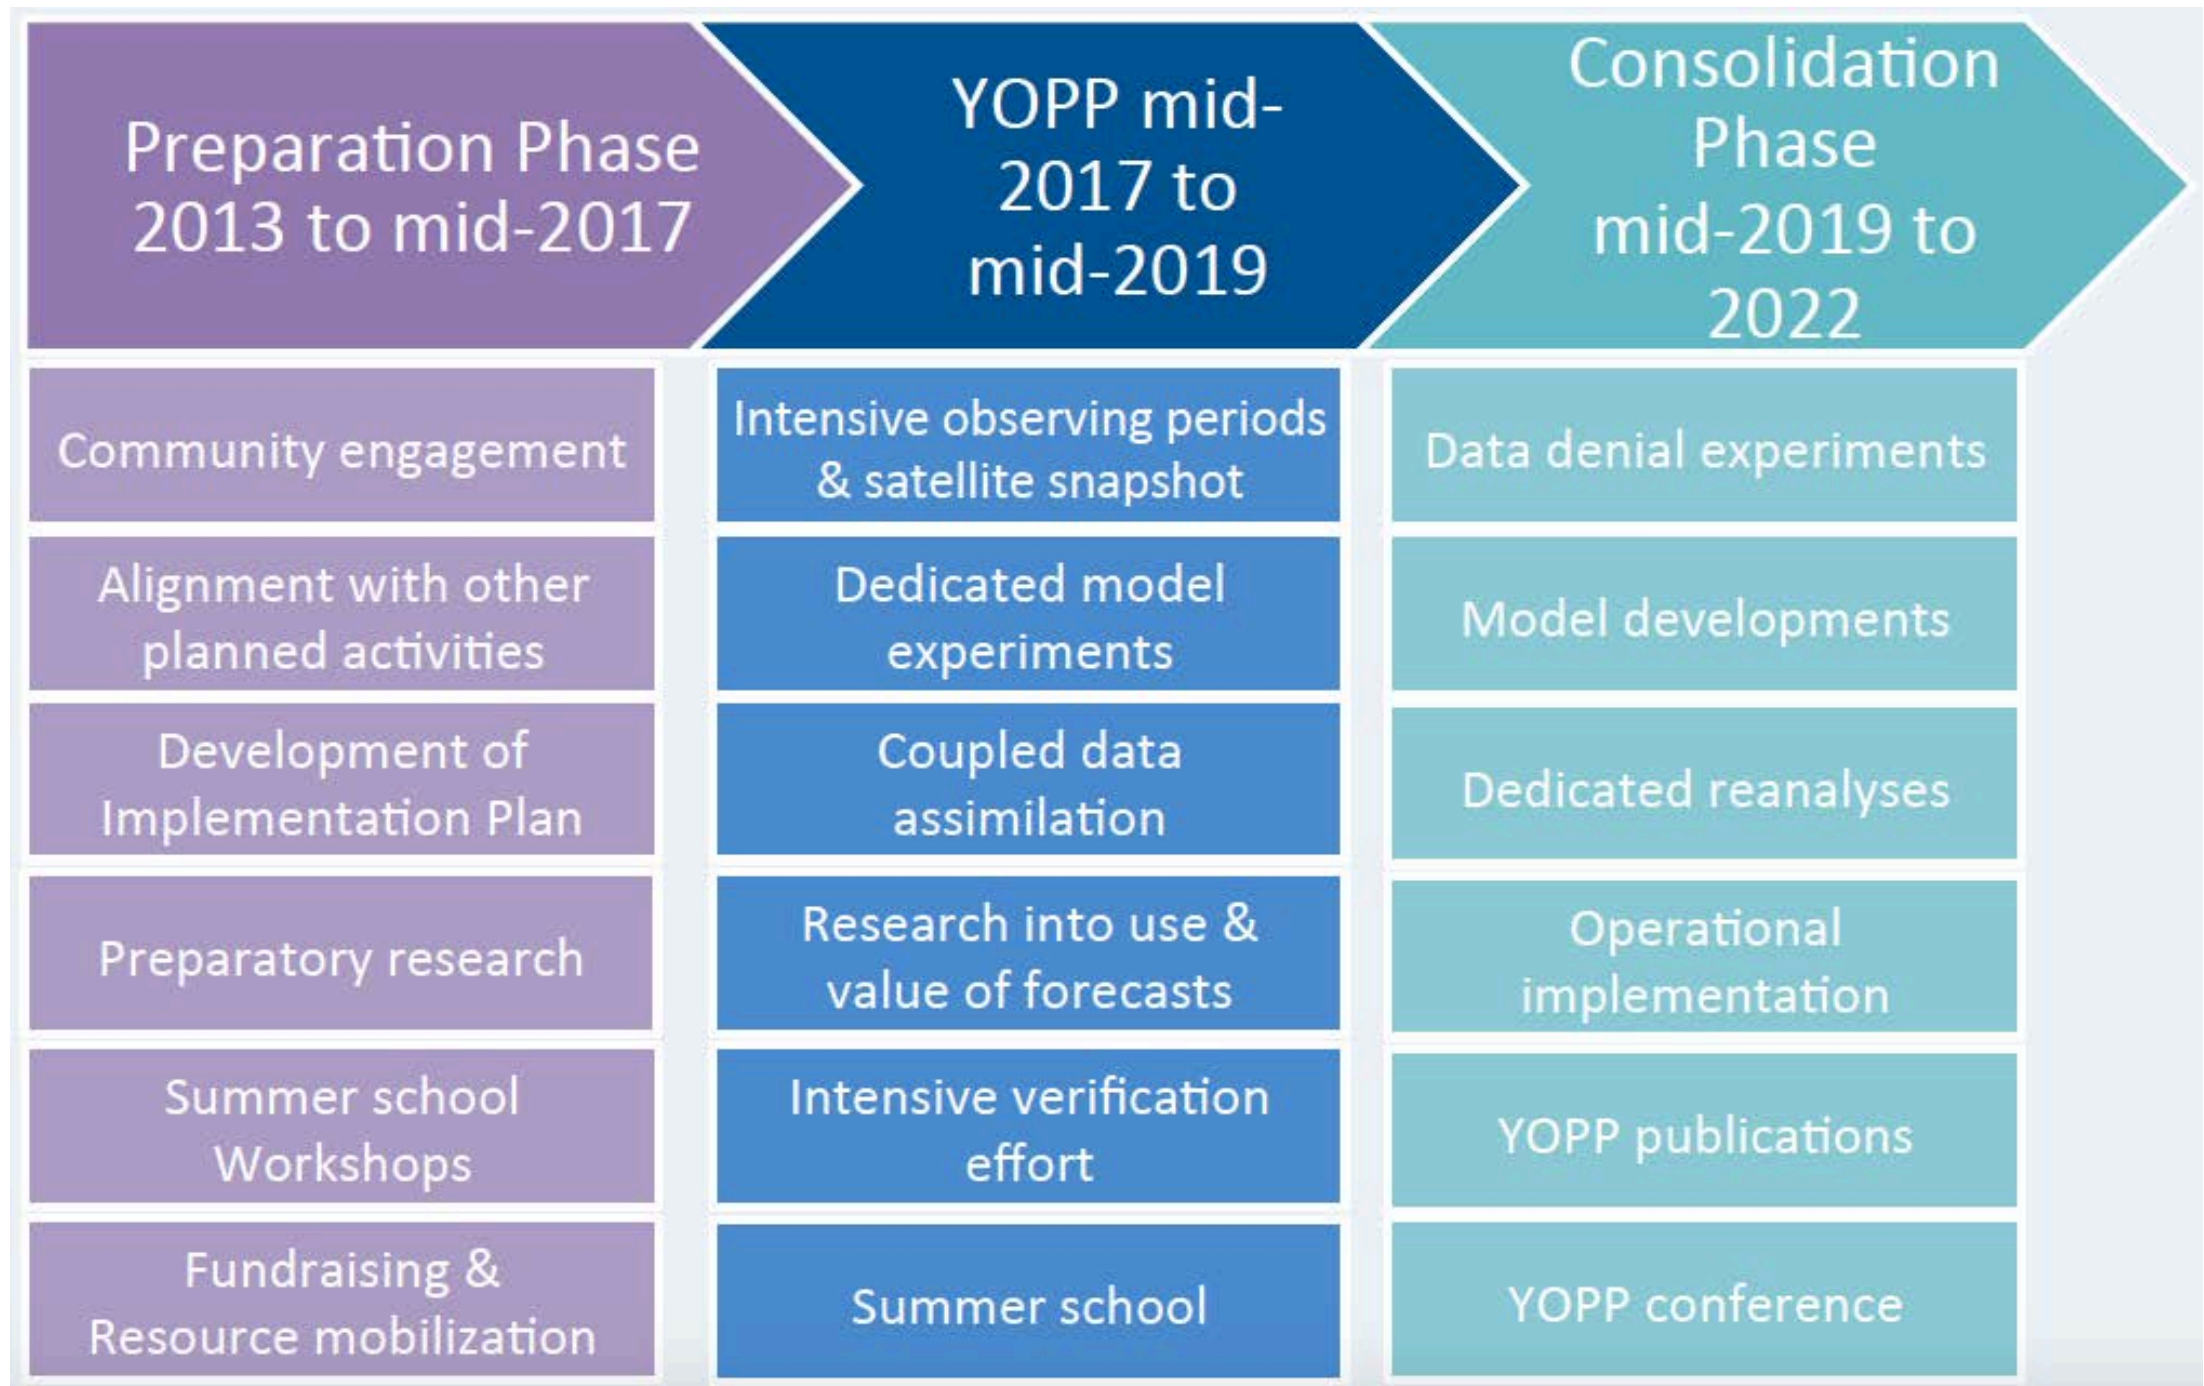 Preparation Phase
2013 to mid-2017
YOPP mid-
2017 to
mid-2019
Consolidation
Phase
mid-2019 to
2022
Community engagement
Alignment with other
planned activities
Development of
Implementation Plan
Preparatory research
Summer school
Workshops
Fundraising &
Resource mobilization
Intensive observing periods
& satellite snapshot
Dedicated model
experiments
Coupled data
assimilation
Research into use &
value of forecasts
Intensive verification
effort
Summer school
Data denial experiments
Model developments
Dedicated reanalyses
Operational
implementation
YOPP publications
YOPP conference